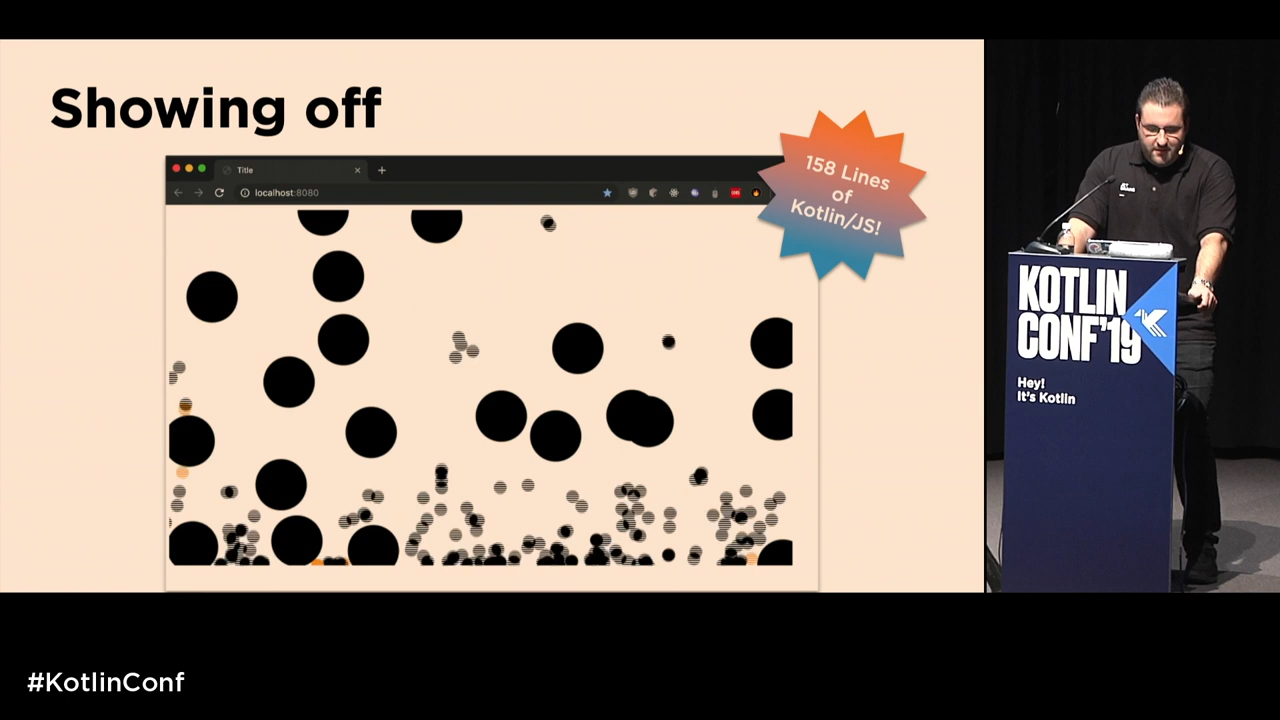 Showing off
Title
localhost:8080
158 Lines
of
Kotlin/JS!
KOTLIN
CONF'19
Hey!
It's Kotlin
#KotlinConf